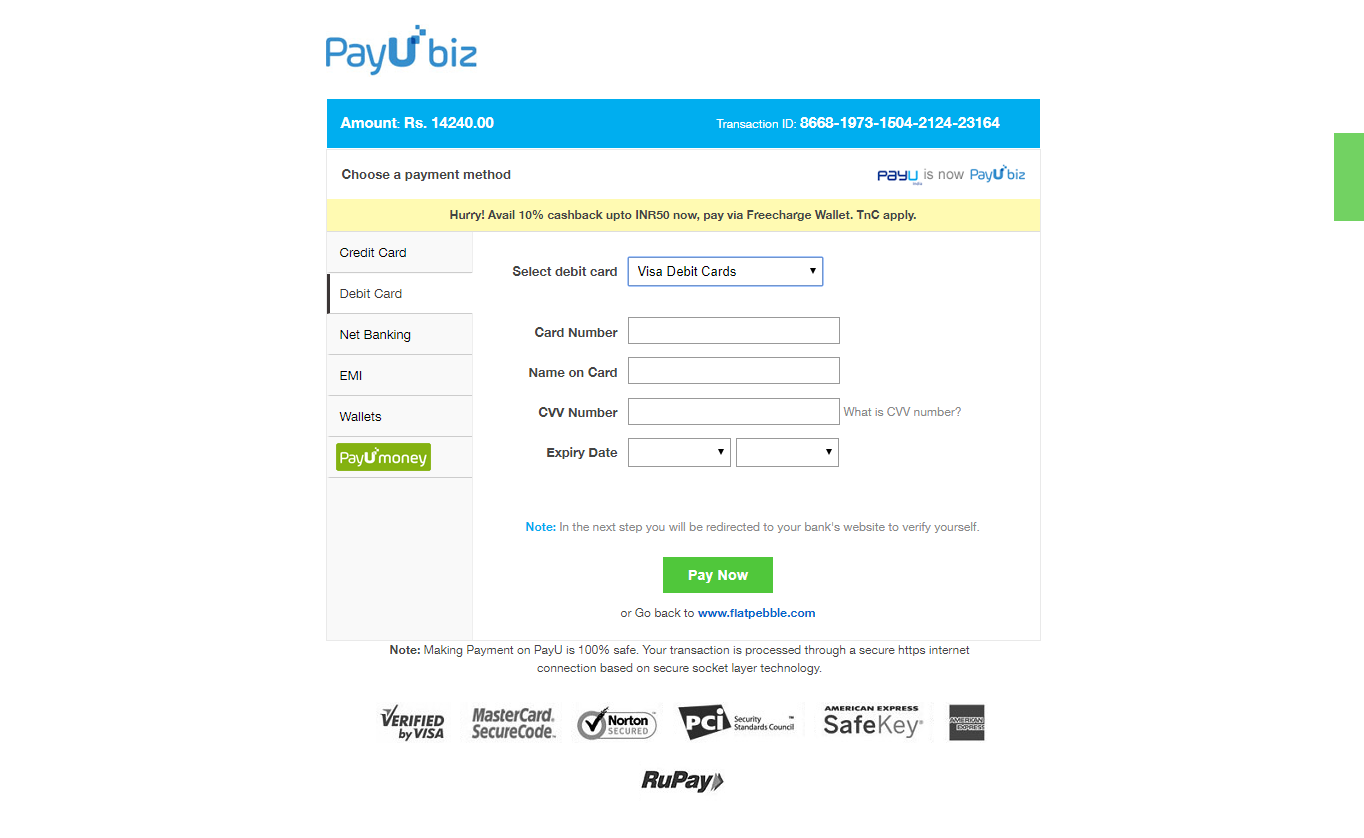 PayU biz
Amount: Rs. 14240.00
Transaction ID: 8668-1973-1504-2124-23164
Choose a payment method
PayU india is now PayU biz
Hurry! Avail 10% cashback upto INR50 now, pay via Freecharge Wallet. TnC apply.
Credit Card
Debit Card
Net Banking
EMI
Wallets
PayU money
Select debit card Visa Debit Cards
Card Number
Name on Card
CVV Number What is CVV number?
Expiry Date
Note: In the next step you will be redirected to your bank's website to verify yourself.
Pay Now
or Go back to www.flatpebble.com
Note: Making Payment on PayU is 100% safe. Your transaction is processed through a secure https internet
connection based on secure socket layer technology.
VERIFIED
by VISA
MasterCard.
SecureCode.
Norton™
SECURED
PCI Security
Standards Council™
AMERICAN EXPRESS
SafeKey®
AMERICAN
EXPRESS
RuPay